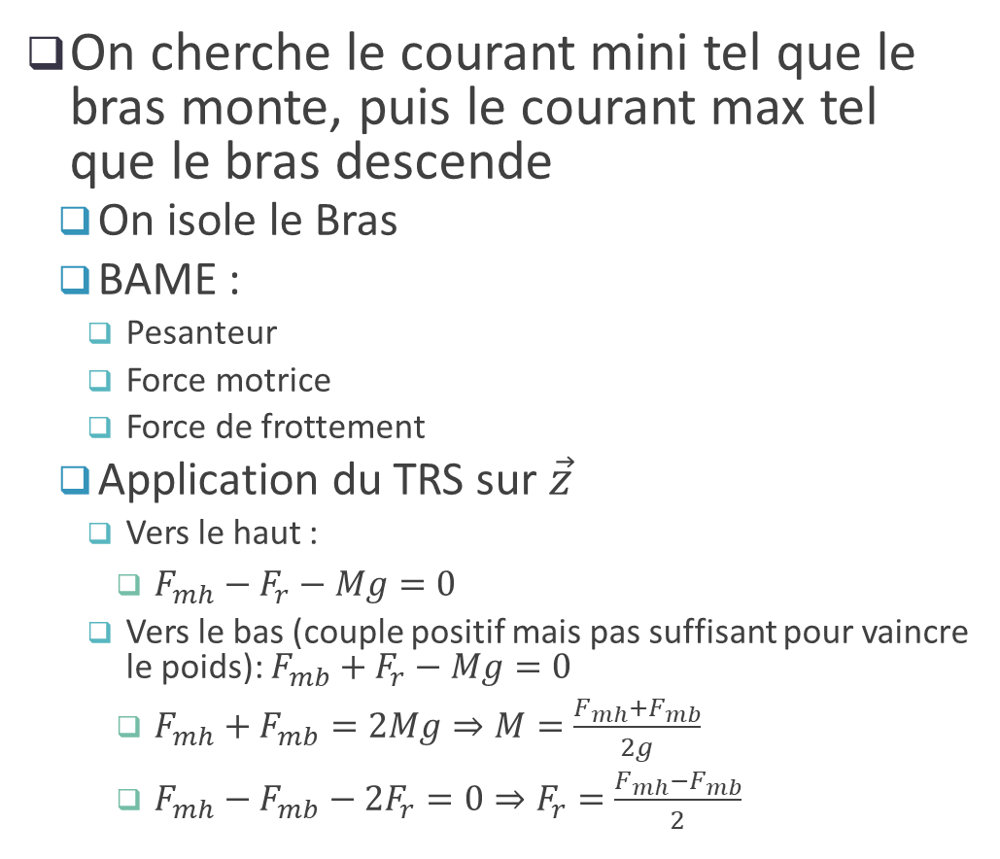 ❑On cherche le courant mini tel que le
bras monte, puis le courant max tel
que le bras descende
❑On isole le Bras
❑BAME :
❑ Pesanteur
❑ Force motrice
❑ Force de frottement
❑Application du TRS sur $\vec{z}$
❑ Vers le haut :
❑ $F_{mh} - F_r - Mg = 0$
❑ Vers le bas (couple positif mais pas suffisant pour vaincre
le poids): $F_{mb} + F_r - Mg = 0$
❑ $F_{mh} + F_{mb} = 2Mg \Rightarrow M = \frac{F_{mh}+F_{mb}}{2g}$
❑ $F_{mh} - F_{mb} - 2F_r = 0 \Rightarrow F_r = \frac{F_{mh}-F_{mb}}{2}$